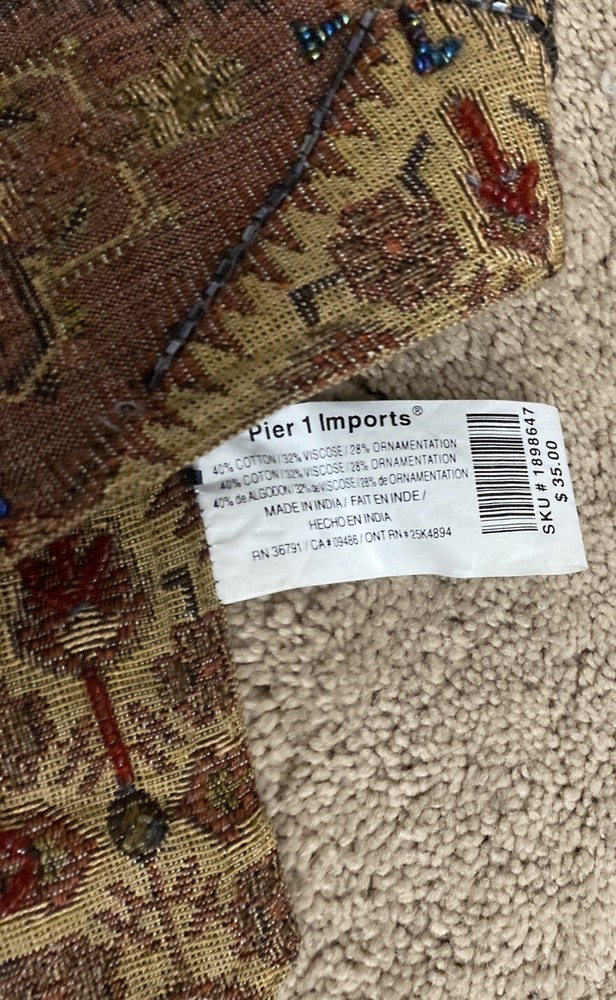 Pier 1 Imports®
40% COTTON/32% VISCOSE/28% ORNAMENTATION
40% COTON/32% VISCOSE/28% ORNAMENTATION
40% de ALGODON/32% de VISCOSE/28% de ORNAMENTATION
MADE IN INDIA / FAIT EN INDE /
HECHO EN INDIA
RN 36791 / CA # 09486 / ONT RN # 25K4894
SKU # 1898647
$ 35.00